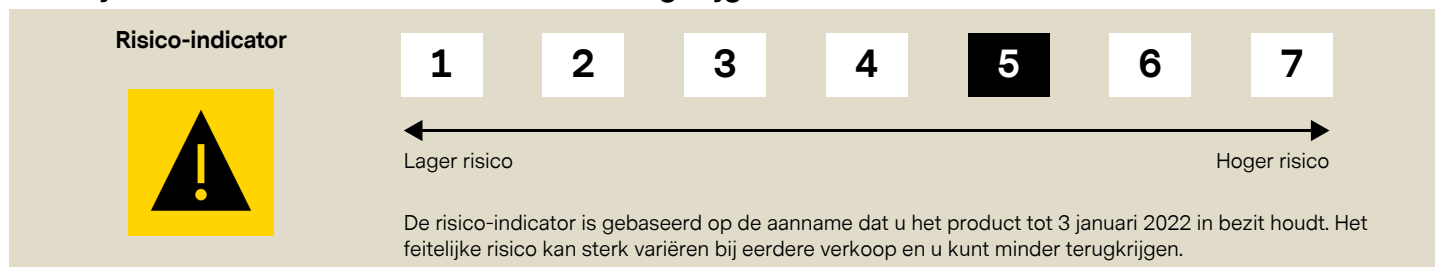 Risico-indicator
1 2 3 4 5 6 7
Lager risico Hoger risico
De risico-indicator is gebaseerd op de aanname dat u het product tot 3 januari 2022 in bezit houdt. Het
feitelijke risico kan sterk variëren bij eerdere verkoop en u kunt minder terugkrijgen.